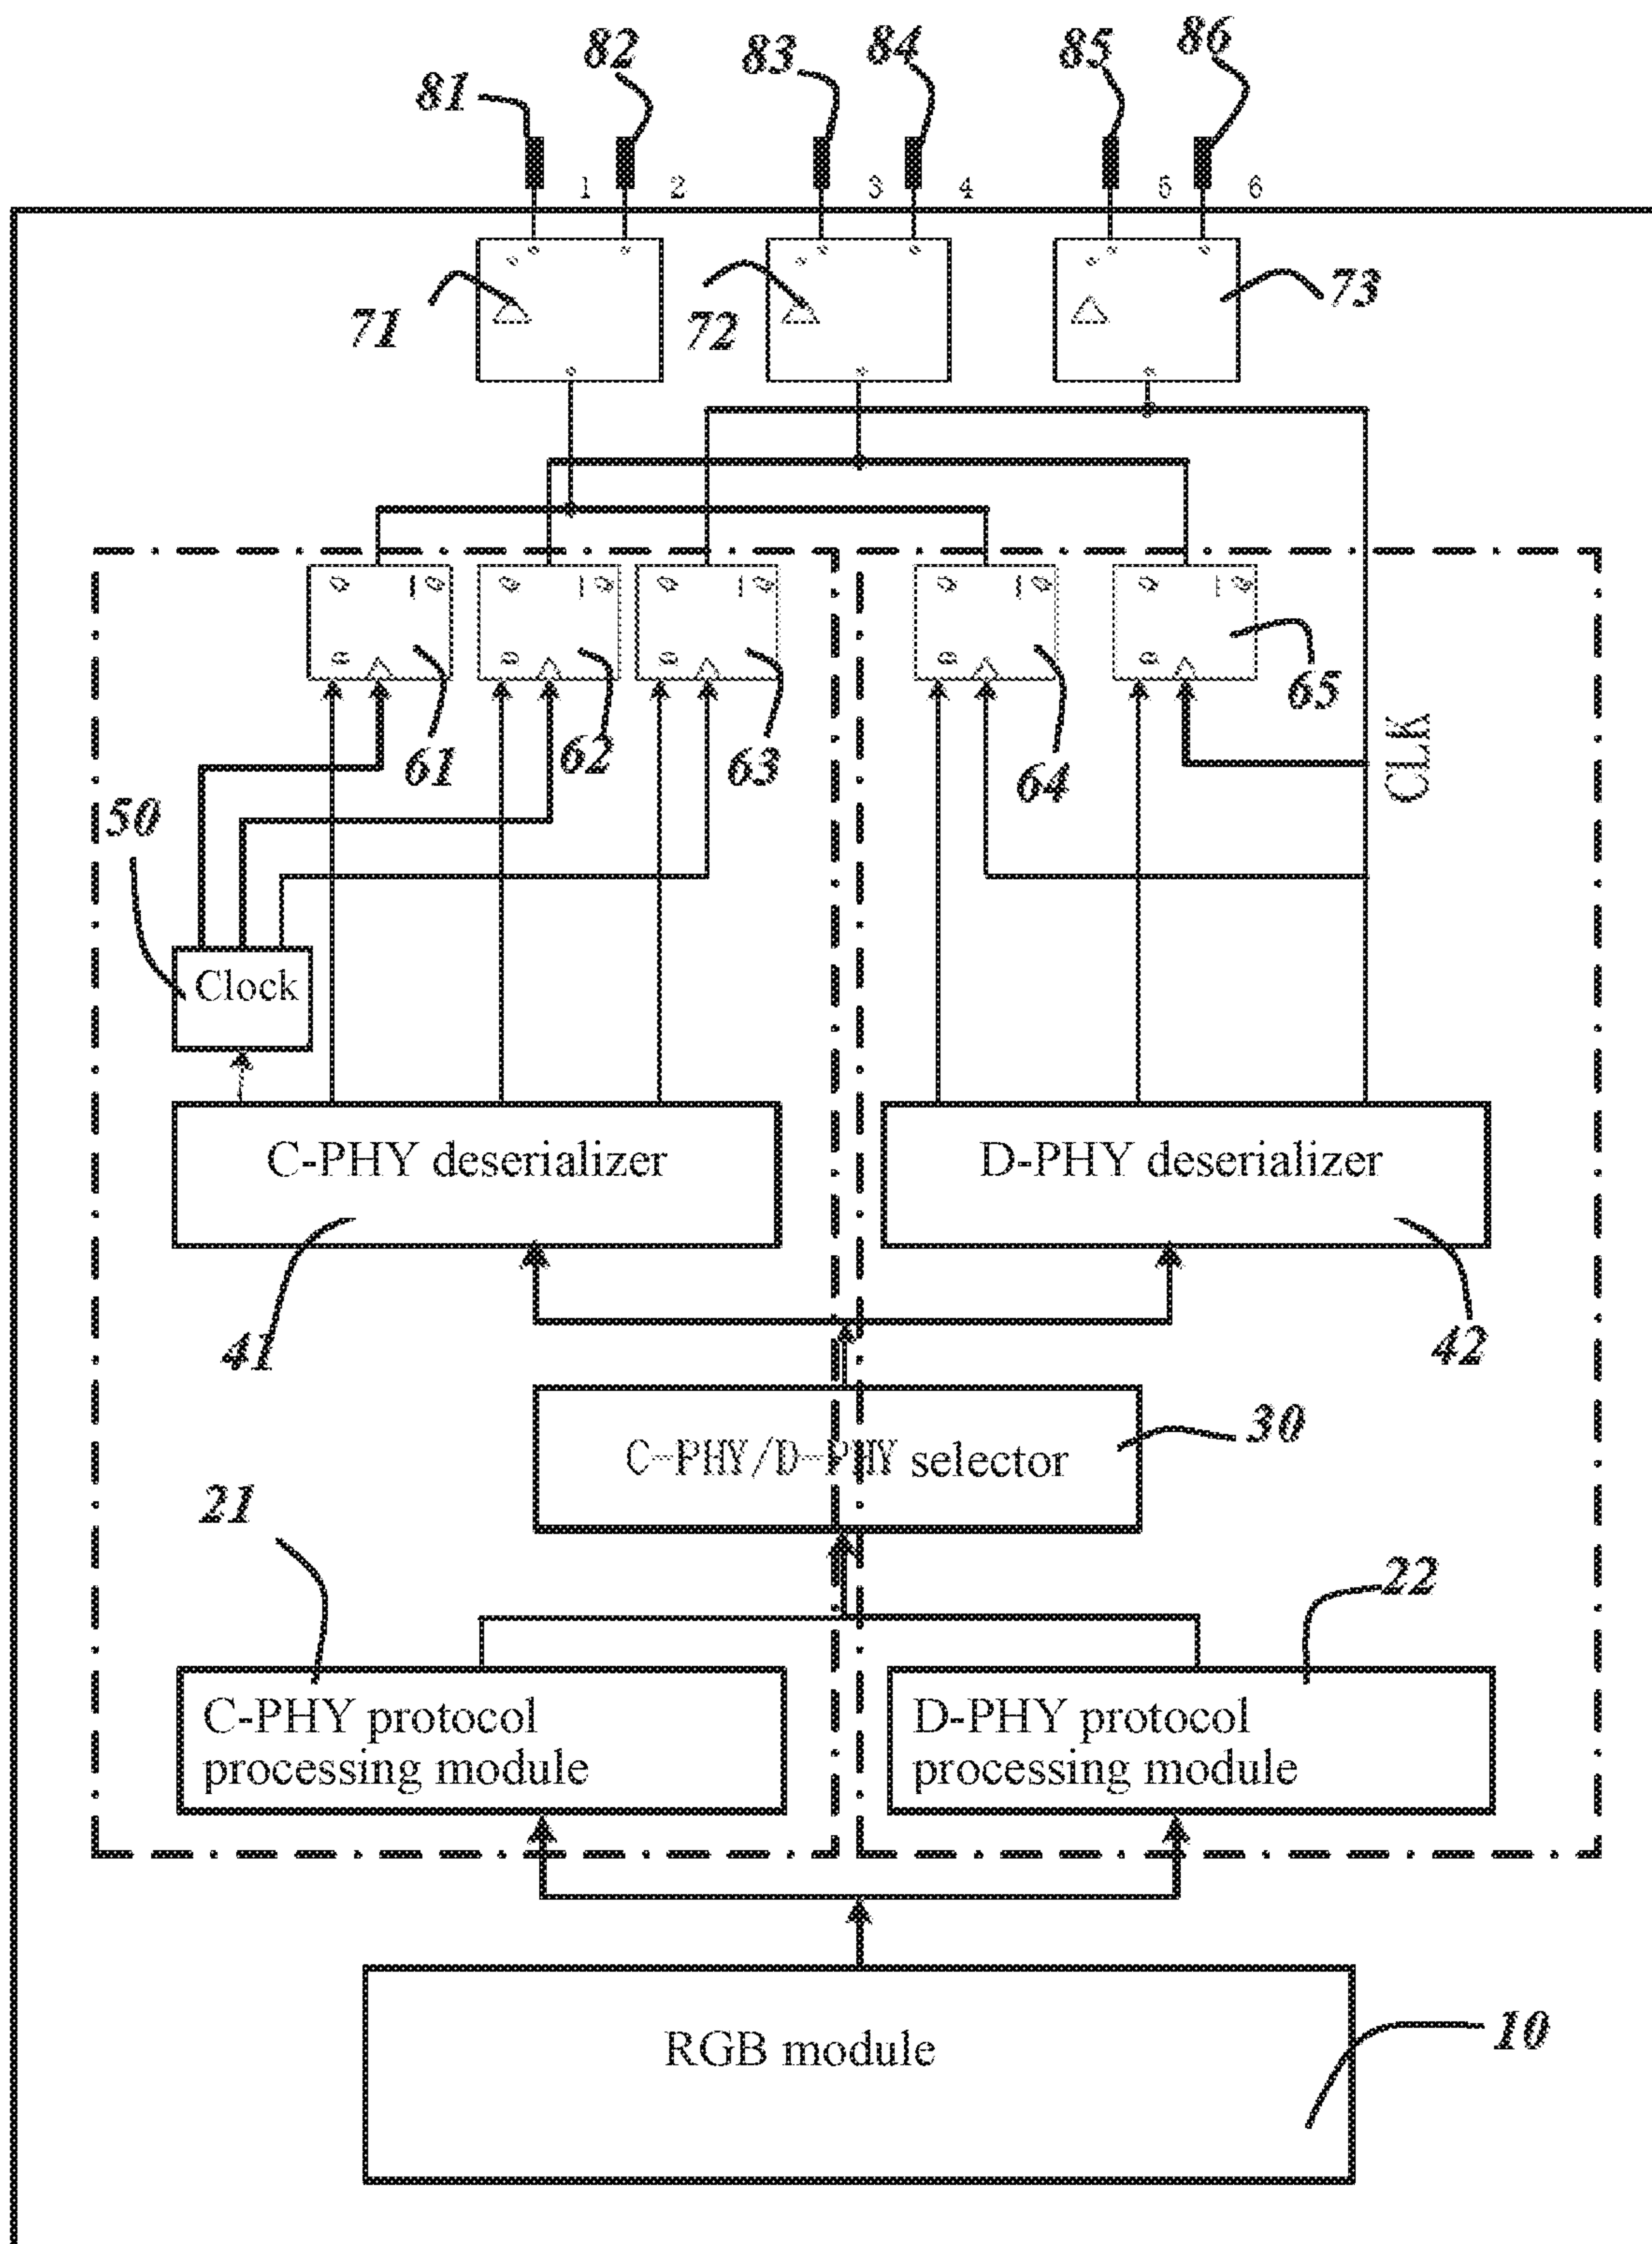 82
84
86
81
83
85
1
2
3
4
5
6
71
72
73
Q Q
Q Q
Q Q
Q Q
Q Q
D
D
D
D
D
61
62
63
64
65
CLK
50
Clock
C-PHY deserializer
D-PHY deserializer
41
42
C-PHY/D-PHY selector
30
21
22
C-PHY protocol
processing module
D-PHY protocol
processing module
RGB module
10